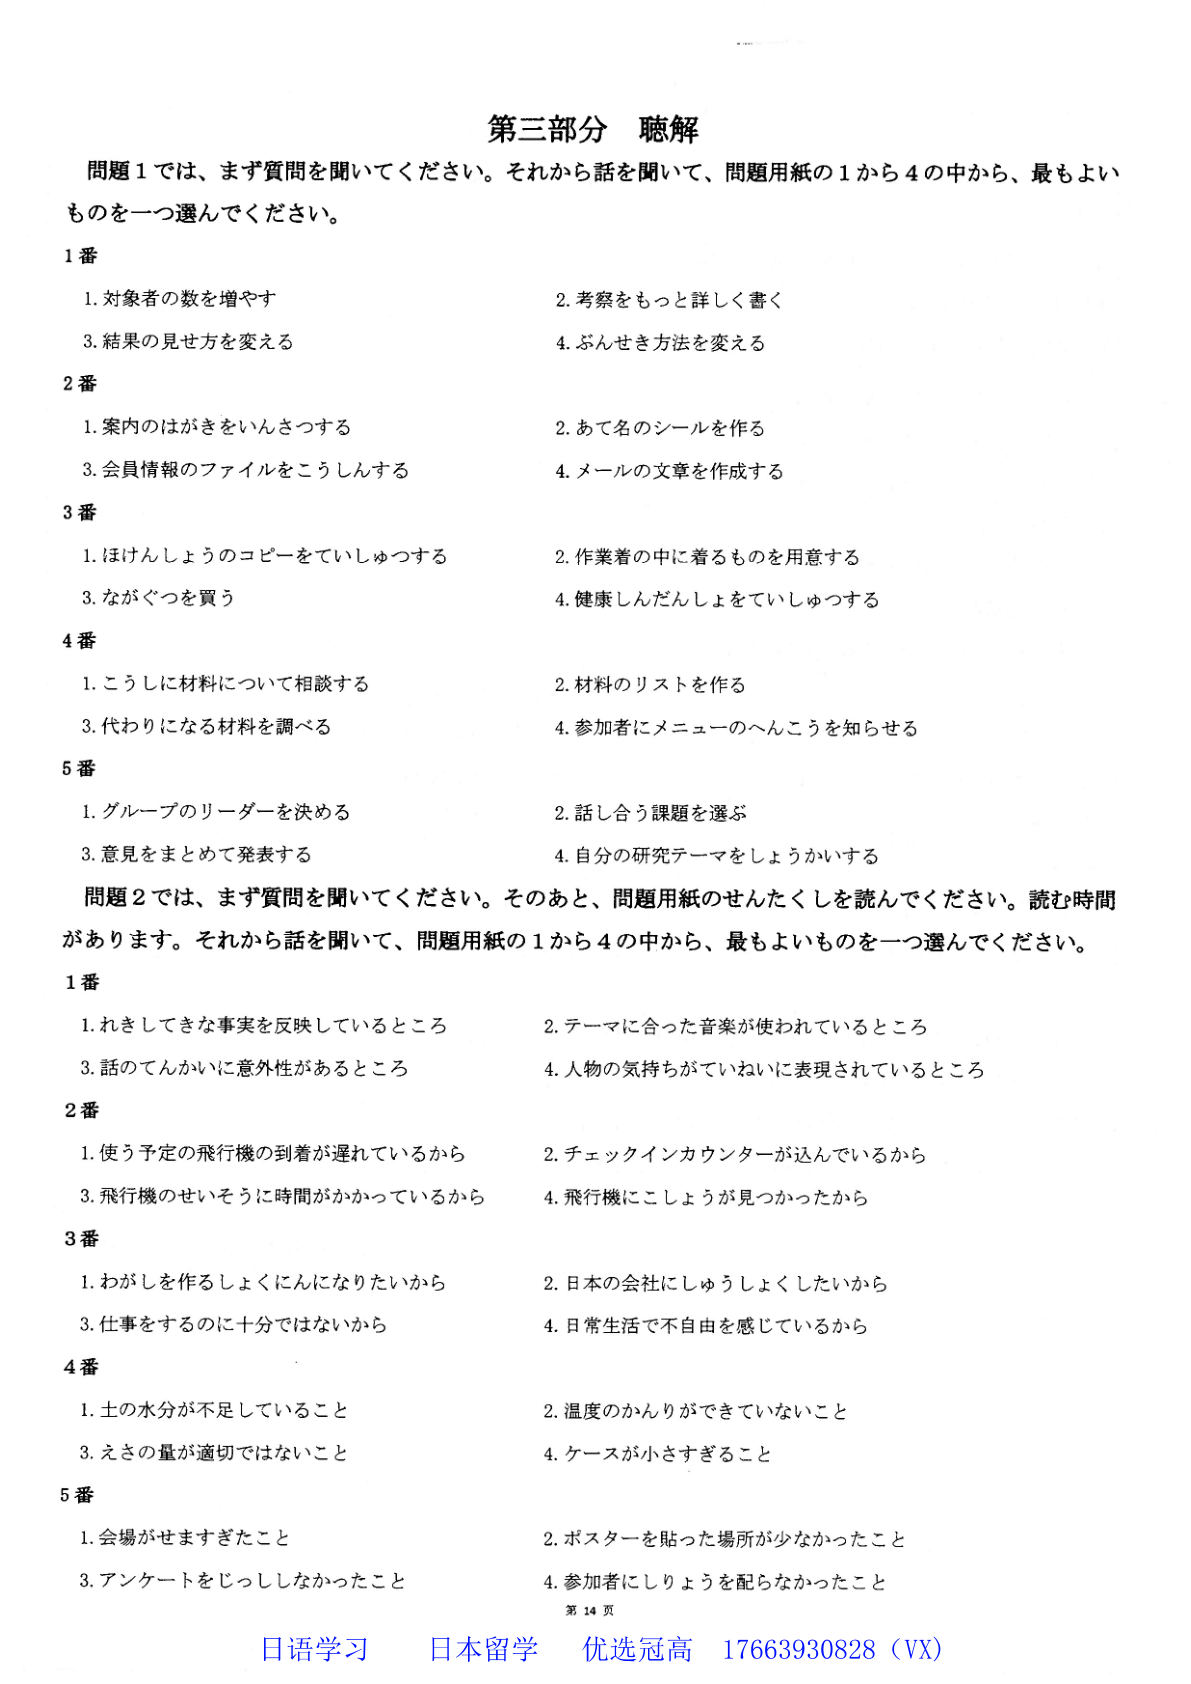 第三部分　聴解
問題１では、まず質問を聞いてください。それから話を聞いて、問題用紙の１から４の中から、最もよい
ものを一つ選んでください。
1番
1. 対象者の数を増やす　2. 考察をもっと詳しく書く
3. 結果の見せ方を変える　4. ぶんせき方法を変える
2番
1. 案内のはがきをいんさつする　2. あて名のシールを作る
3. 会員情報のファイルをこうしんする　4. メールの文章を作成する
3番
1. ほけんしょうのコピーをていしゅつする　2. 作業着の中に着るものを用意する
3. ながぐつを買う　4. 健康しんだんしょをていしゅつする
4番
1. こうしに材料について相談する　2. 材料のリストを作る
3. 代わりになる材料を調べる　4. 参加者にメニューのへんこうを知らせる
5番
1. グループのリーダーを決める　2. 話し合う課題を選ぶ
3. 意見をまとめて発表する　4. 自分の研究テーマをしょうかいする
問題２では、まず質問を聞いてください。そのあと、問題用紙のせんたくしを読んでください。読む時間
があります。それから話を聞いて、問題用紙の１から４の中から、最もよいものを一つ選んでください。
1番
1. れきしてきな事実を反映しているところ　2. テーマに合った音楽が使われているところ
3. 話のてんかいに意外性があるところ　4. 人物の気持ちがていねいに表現されているところ
2番
1. 使う予定の飛行機の到着が遅れているから　2. チェックインカウンターが込んでいるから
3. 飛行機のせいそうに時間がかかっているから　4. 飛行機にこしょうが見つかったから
3番
1. わがしを作るしょくにんになりたいから　2. 日本の会社にしゅうしょくしたいから
3. 仕事をするのに十分ではないから　4. 日常生活で不自由を感じているから
4番
1. 土の水分が不足していること　2. 温度のかんりができていないこと
3. えさの量が適切ではないこと　4. ケースが小さすぎること
5番
1. 会場がせますぎたこと　2. ポスターを貼った場所が少なかったこと
3. アンケートをじっししなかったこと　4. 参加者にしりょうを配らなかったこと
第 14 页
日语学习　日本留学　优选冠高　17663930828（VX）